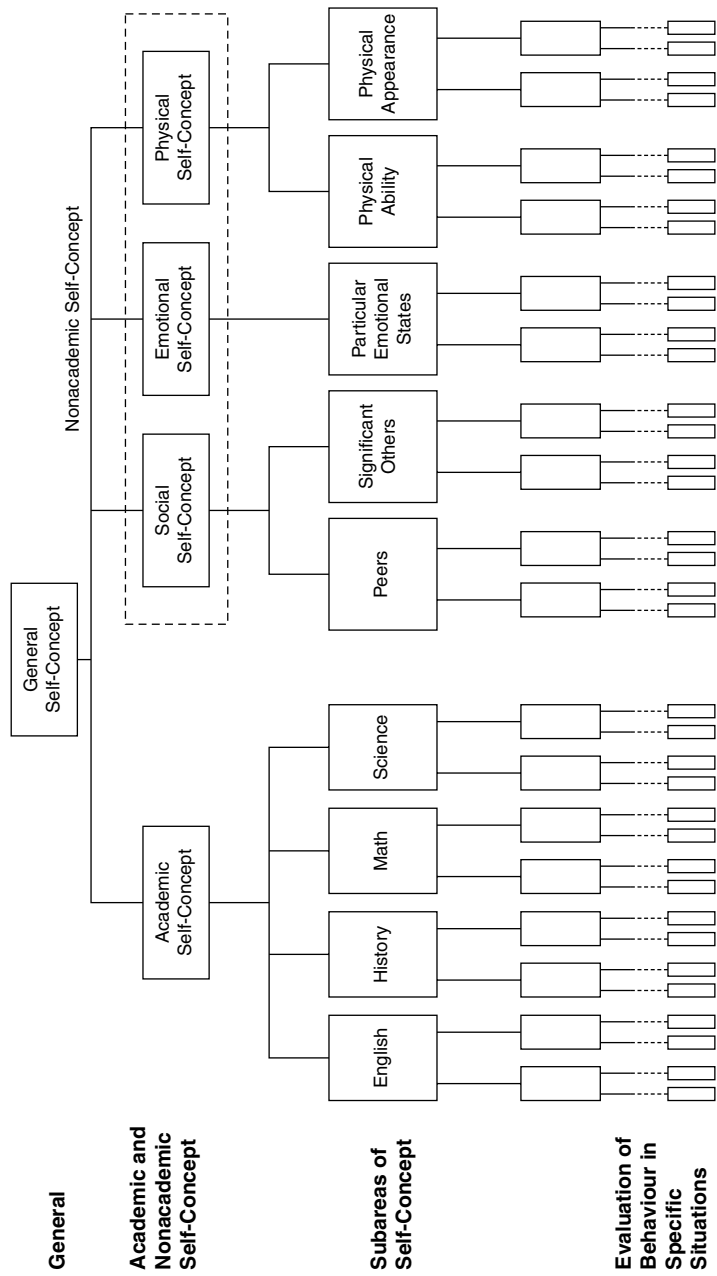 General
General
Self-Concept
Nonacademic Self-Concept
Academic and
Nonacademic
Self-Concept
Academic
Self-Concept
Social
Self-Concept
Emotional
Self-Concept
Physical
Self-Concept
Subareas of
Self-Concept
English
History
Math
Science
Peers
Significant
Others
Particular
Emotional
States
Physical
Ability
Physical
Appearance
Evaluation of
Behaviour in
Specific
Situations